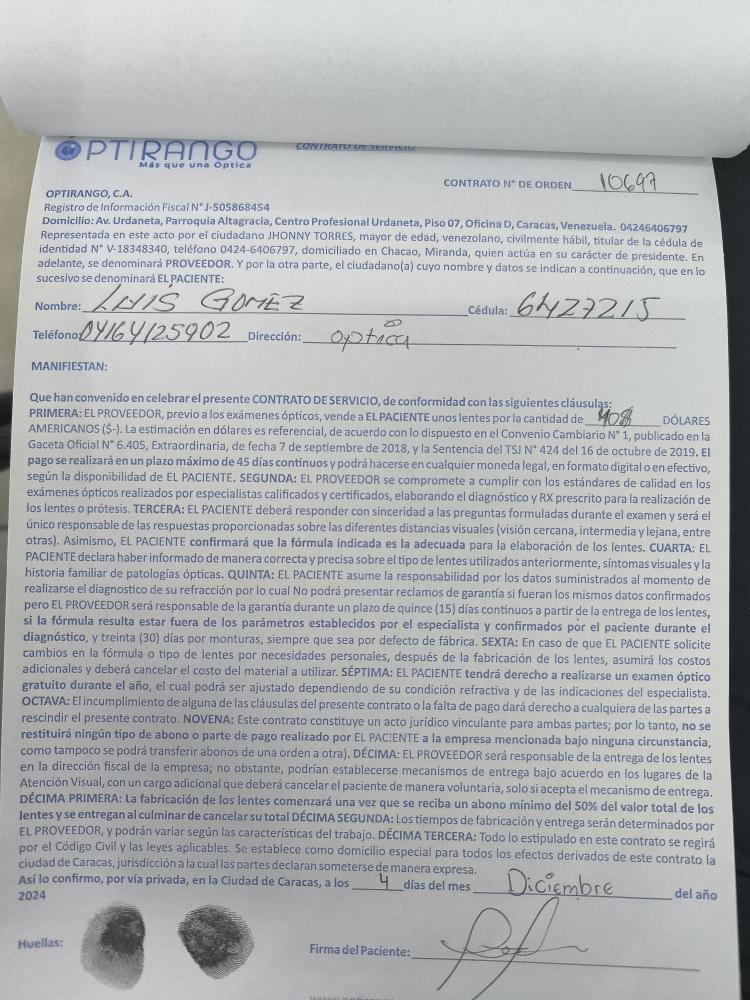 OPTIRANGO
Más que una Óptica
CONTRATO DE SERVICIO
CONTRATO N° DE ORDEN 10697
OPTIRANGO, C.A.
Registro de Información Fiscal N° J-505868454
Domicilio: Av. Urdaneta, Parroquia Altagracia, Centro Profesional Urdaneta, Piso 07, Oficina D, Caracas, Venezuela. 04246406797
Representada en este acto por el ciudadano JHONNY TORRES, mayor de edad, venezolano, civilmente hábil, titular de la cédula de
identidad N° V-18348340, teléfono 0424-6406797, domiciliado en Chacao, Miranda, quien actúa en su carácter de presidente. En
adelante, se denominará PROVEEDOR. Y por la otra parte, el ciudadano(a) cuyo nombre y datos se indican a continuación, que en lo
sucesivo se denominará EL PACIENTE:
Nombre: LUIS GOMEZ Cédula: 6427215
Teléfono: 04164125902 Dirección: optica
MANIFIESTAN:
Que han convenido en celebrar el presente CONTRATO DE SERVICIO, de conformidad con las siguientes cláusulas:
PRIMERA: EL PROVEEDOR, previo a los exámenes ópticos, vende a EL PACIENTE unos lentes por la cantidad de 40$ DÓLARES
AMERICANOS ($-). La estimación en dólares es referencial, de acuerdo con lo dispuesto en el Convenio Cambiario N° 1, publicado en la
Gaceta Oficial N° 6.405, Extraordinaria, de fecha 7 de septiembre de 2018, y la Sentencia del TSJ N° 424 del 16 de octubre de 2019. El
pago se realizará en un plazo máximo de 45 días continuos y podrá hacerse en cualquier moneda legal, en formato digital o en efectivo,
según la disponibilidad de EL PACIENTE. SEGUNDA: EL PROVEEDOR se compromete a cumplir con los estándares de calidad en los
exámenes ópticos realizados por especialistas calificados y certificados, elaborando el diagnóstico y RX prescrito para la realización de
los lentes o prótesis. TERCERA: EL PACIENTE deberá responder con sinceridad a las preguntas formuladas durante el examen y será el
único responsable de las respuestas proporcionadas sobre las diferentes distancias visuales (visión cercana, intermedia y lejana, entre
otras). Asimismo, EL PACIENTE confirmará que la fórmula indicada es la adecuada para la elaboración de los lentes. CUARTA: EL
PACIENTE declara haber informado de manera correcta y precisa sobre el tipo de lentes utilizados anteriormente, síntomas visuales y la
historia familiar de patologías ópticas. QUINTA: EL PACIENTE asume la responsabilidad por los datos suministrados al momento de
realizarse el diagnostico de su refracción por lo cual No podrá presentar reclamos de garantía si fueran los mismos datos confirmados
pero EL PROVEEDOR será responsable de la garantía durante un plazo de quince (15) días continuos a partir de la entrega de los lentes,
si la fórmula resulta estar fuera de los parámetros establecidos por el especialista y confirmados por el paciente durante el
diagnóstico, y treinta (30) días por monturas, siempre que sea por defecto de fábrica. SEXTA: En caso de que EL PACIENTE solicite
cambios en la fórmula o tipo de lentes por necesidades personales, después de la fabricación de los lentes, asumirá los costos
adicionales y deberá cancelar el costo del material a utilizar. SÉPTIMA: EL PACIENTE tendrá derecho a realizarse un examen óptico
gratuito durante el año, el cual podrá ser ajustado dependiendo de su condición refractiva y de las indicaciones del especialista.
OCTAVA: El incumplimiento de alguna de las cláusulas del presente contrato o la falta de pago dará derecho a cualquiera de las partes a
rescindir el presente contrato. NOVENA: Este contrato constituye un acto jurídico vinculante para ambas partes; por lo tanto, no se
restituirá ningún tipo de abono o parte de pago realizado por EL PACIENTE a la empresa mencionada bajo ninguna circunstancia,
como tampoco se podrá transferir abonos de una orden a otra). DÉCIMA: EL PROVEEDOR será responsable de la entrega de los lentes
en la dirección fiscal de la empresa; no obstante, podrían establecerse mecanismos de entrega bajo acuerdo en los lugares de la
Atención Visual, con un cargo adicional que deberá cancelar el paciente de manera voluntaria, solo si acepta el mecanismo de entrega.
DÉCIMA PRIMERA: La fabricación de los lentes comenzará una vez que se reciba un abono mínimo del 50% del valor total de los
lentes y se entregan al culminar de cancelar su total DÉCIMA SEGUNDA: Los tiempos de fabricación y entrega serán determinados por
EL PROVEEDOR, y podrán variar según las características del trabajo. DÉCIMA TERCERA: Todo lo estipulado en este contrato se regirá
por el Código Civil y las leyes aplicables. Se establece como domicilio especial para todos los efectos derivados de este contrato la
ciudad de Caracas, jurisdicción a la cual las partes declaran someterse de manera expresa.
Así lo confirmo, por vía privada, en la Ciudad de Caracas, a los 4 días del mes Diciembre del año
2024
Huellas:
Firma del Paciente: